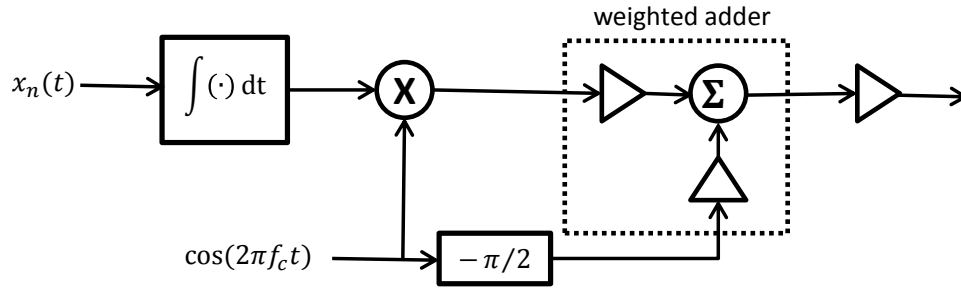 weighted adder
x_n(t)
∫(·) dt
X
Σ
cos(2πf_c t)
−π/2